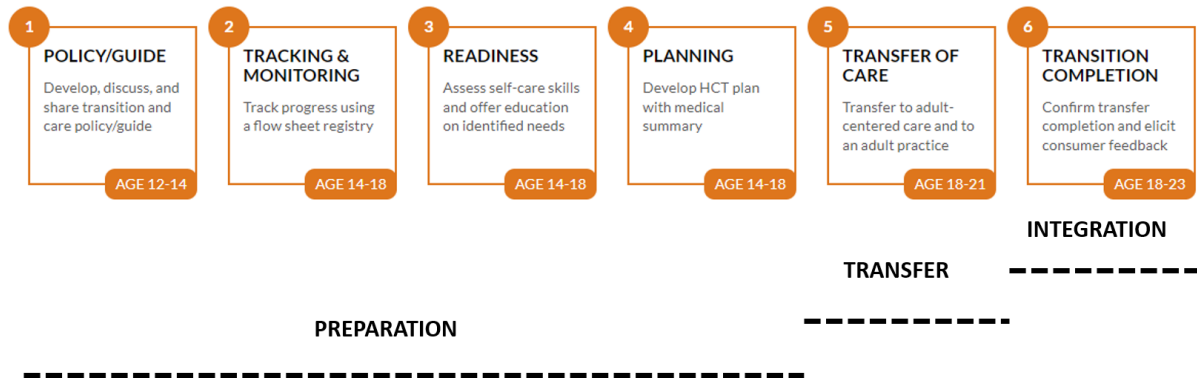 1
POLICY/GUIDE
Develop, discuss, and
share transition and
care policy/guide
AGE 12-14
2
TRACKING &
MONITORING
Track progress using
a flow sheet registry
AGE 14-18
3
READINESS
Assess self-care skills
and offer education
on identified needs
AGE 14-18
4
PLANNING
Develop HCT plan
with medical
summary
AGE 14-18
5
TRANSFER OF
CARE
Transfer to adult-
centered care and to
an adult practice
AGE 18-21
6
TRANSITION
COMPLETION
Confirm transfer
completion and elicit
consumer feedback
AGE 18-23
INTEGRATION
TRANSFER
PREPARATION